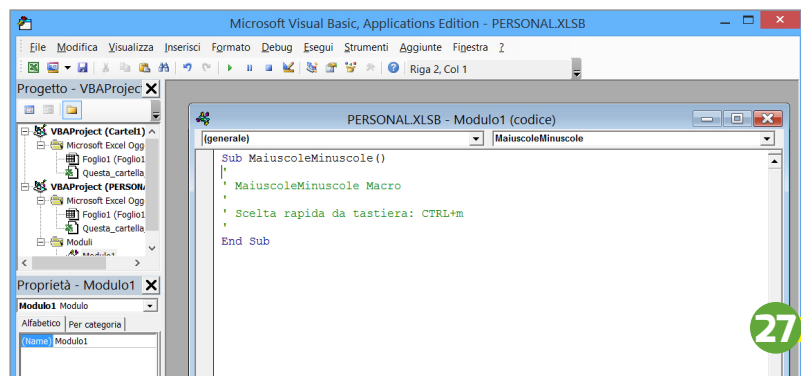 Microsoft Visual Basic, Applications Edition - PERSONAL.XLSB
File Modifica Visualizza Inserisci Formato Debug Esegui Strumenti Aggiunte Finestra ?
Riga 2, Col 1
Progetto - VBAProjec
VBAProject (Cartel1)
Microsoft Excel Ogg
Foglio1 (Foglio1
Questa_cartella
VBAProject (PERSON
Microsoft Excel Ogg
Foglio1 (Foglio1
Questa_cartella
Moduli
Modulo1
Proprietà - Modulo1
Modulo1 Modulo
Alfabetico Per categoria
(Name) Modulo1
PERSONAL.XLSB - Modulo1 (codice)
(generale) MaiuscoleMinuscole
Sub MaiuscoleMinuscole()
'
' MaiuscoleMinuscole Macro
'
' Scelta rapida da tastiera: CTRL+m
'
End Sub
27